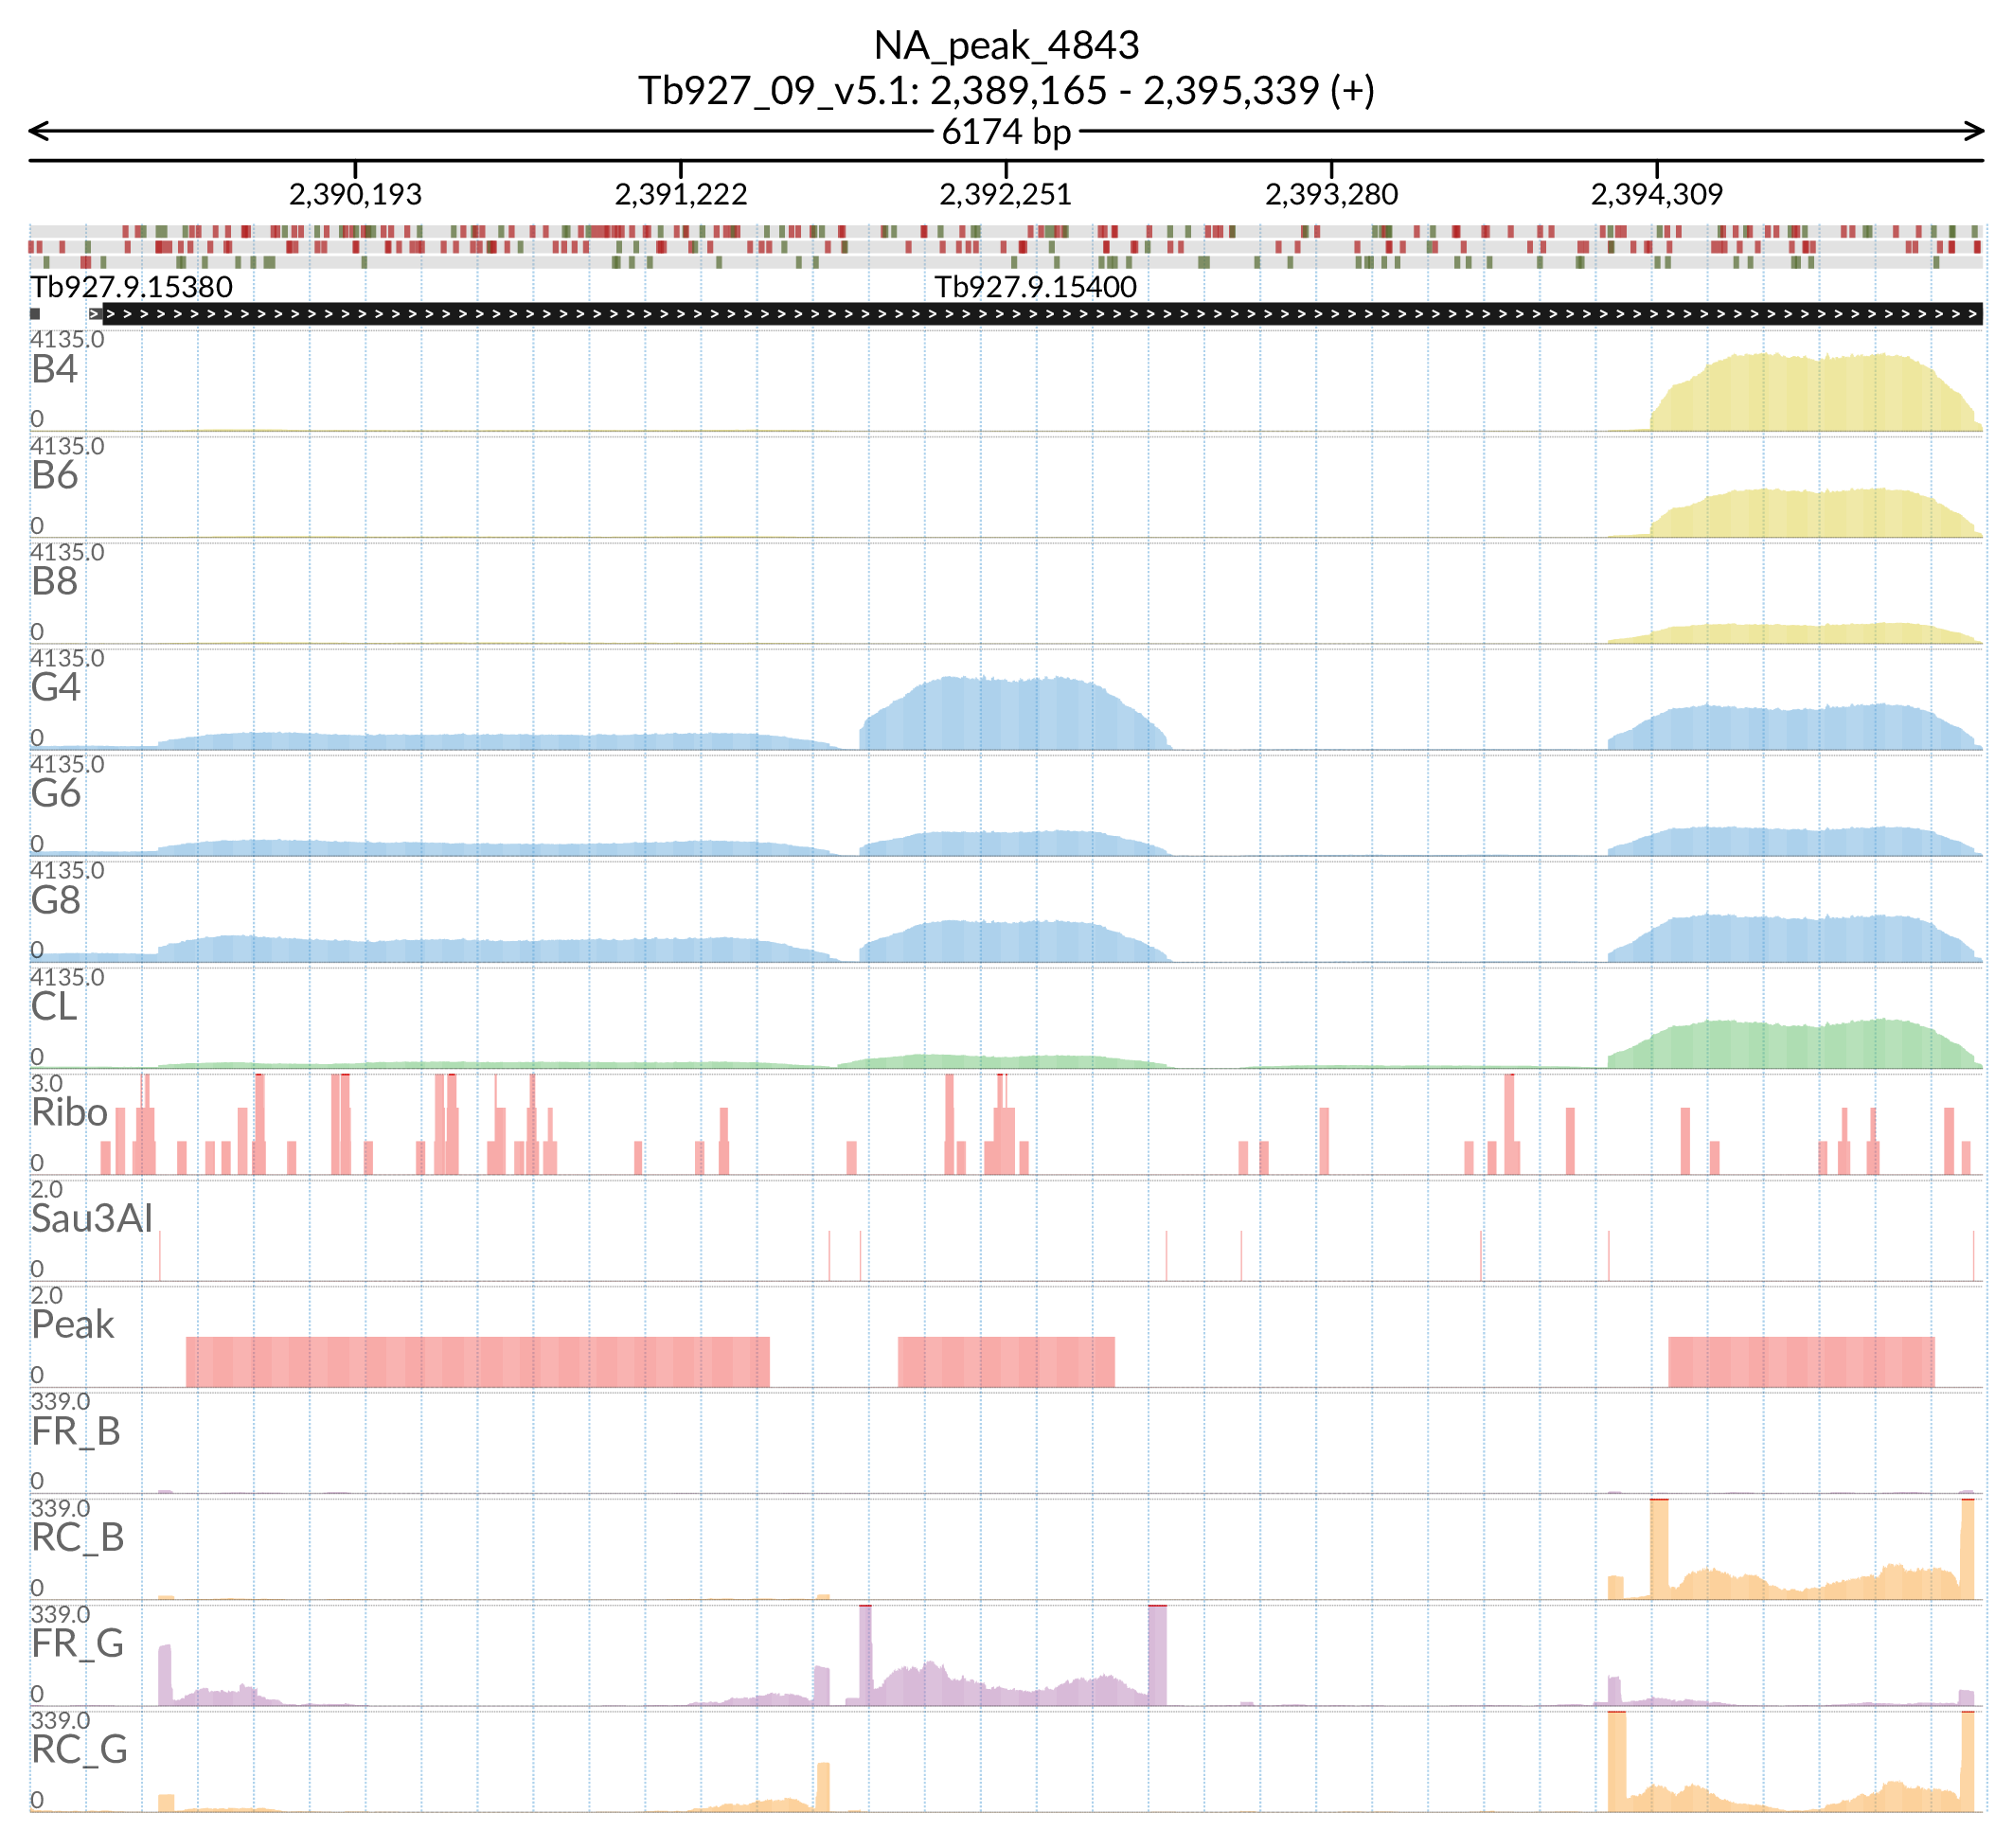 NA_peak_4843
Tb927_09_v5.1: 2,389,165 - 2,395,339 (+)
6174 bp
2,390,193 2,391,222 2,392,251 2,393,280 2,394,309
Tb927.9.15380 Tb927.9.15400
4135.0
B4
0
4135.0
B6
0
4135.0
B8
0
4135.0
G4
0
4135.0
G6
0
4135.0
G8
0
4135.0
CL
0
3.0
Ribo
0
2.0
Sau3AI
0
2.0
Peak
0
339.0
FR_B
0
339.0
RC_B
0
339.0
FR_G
0
339.0
RC_G
0